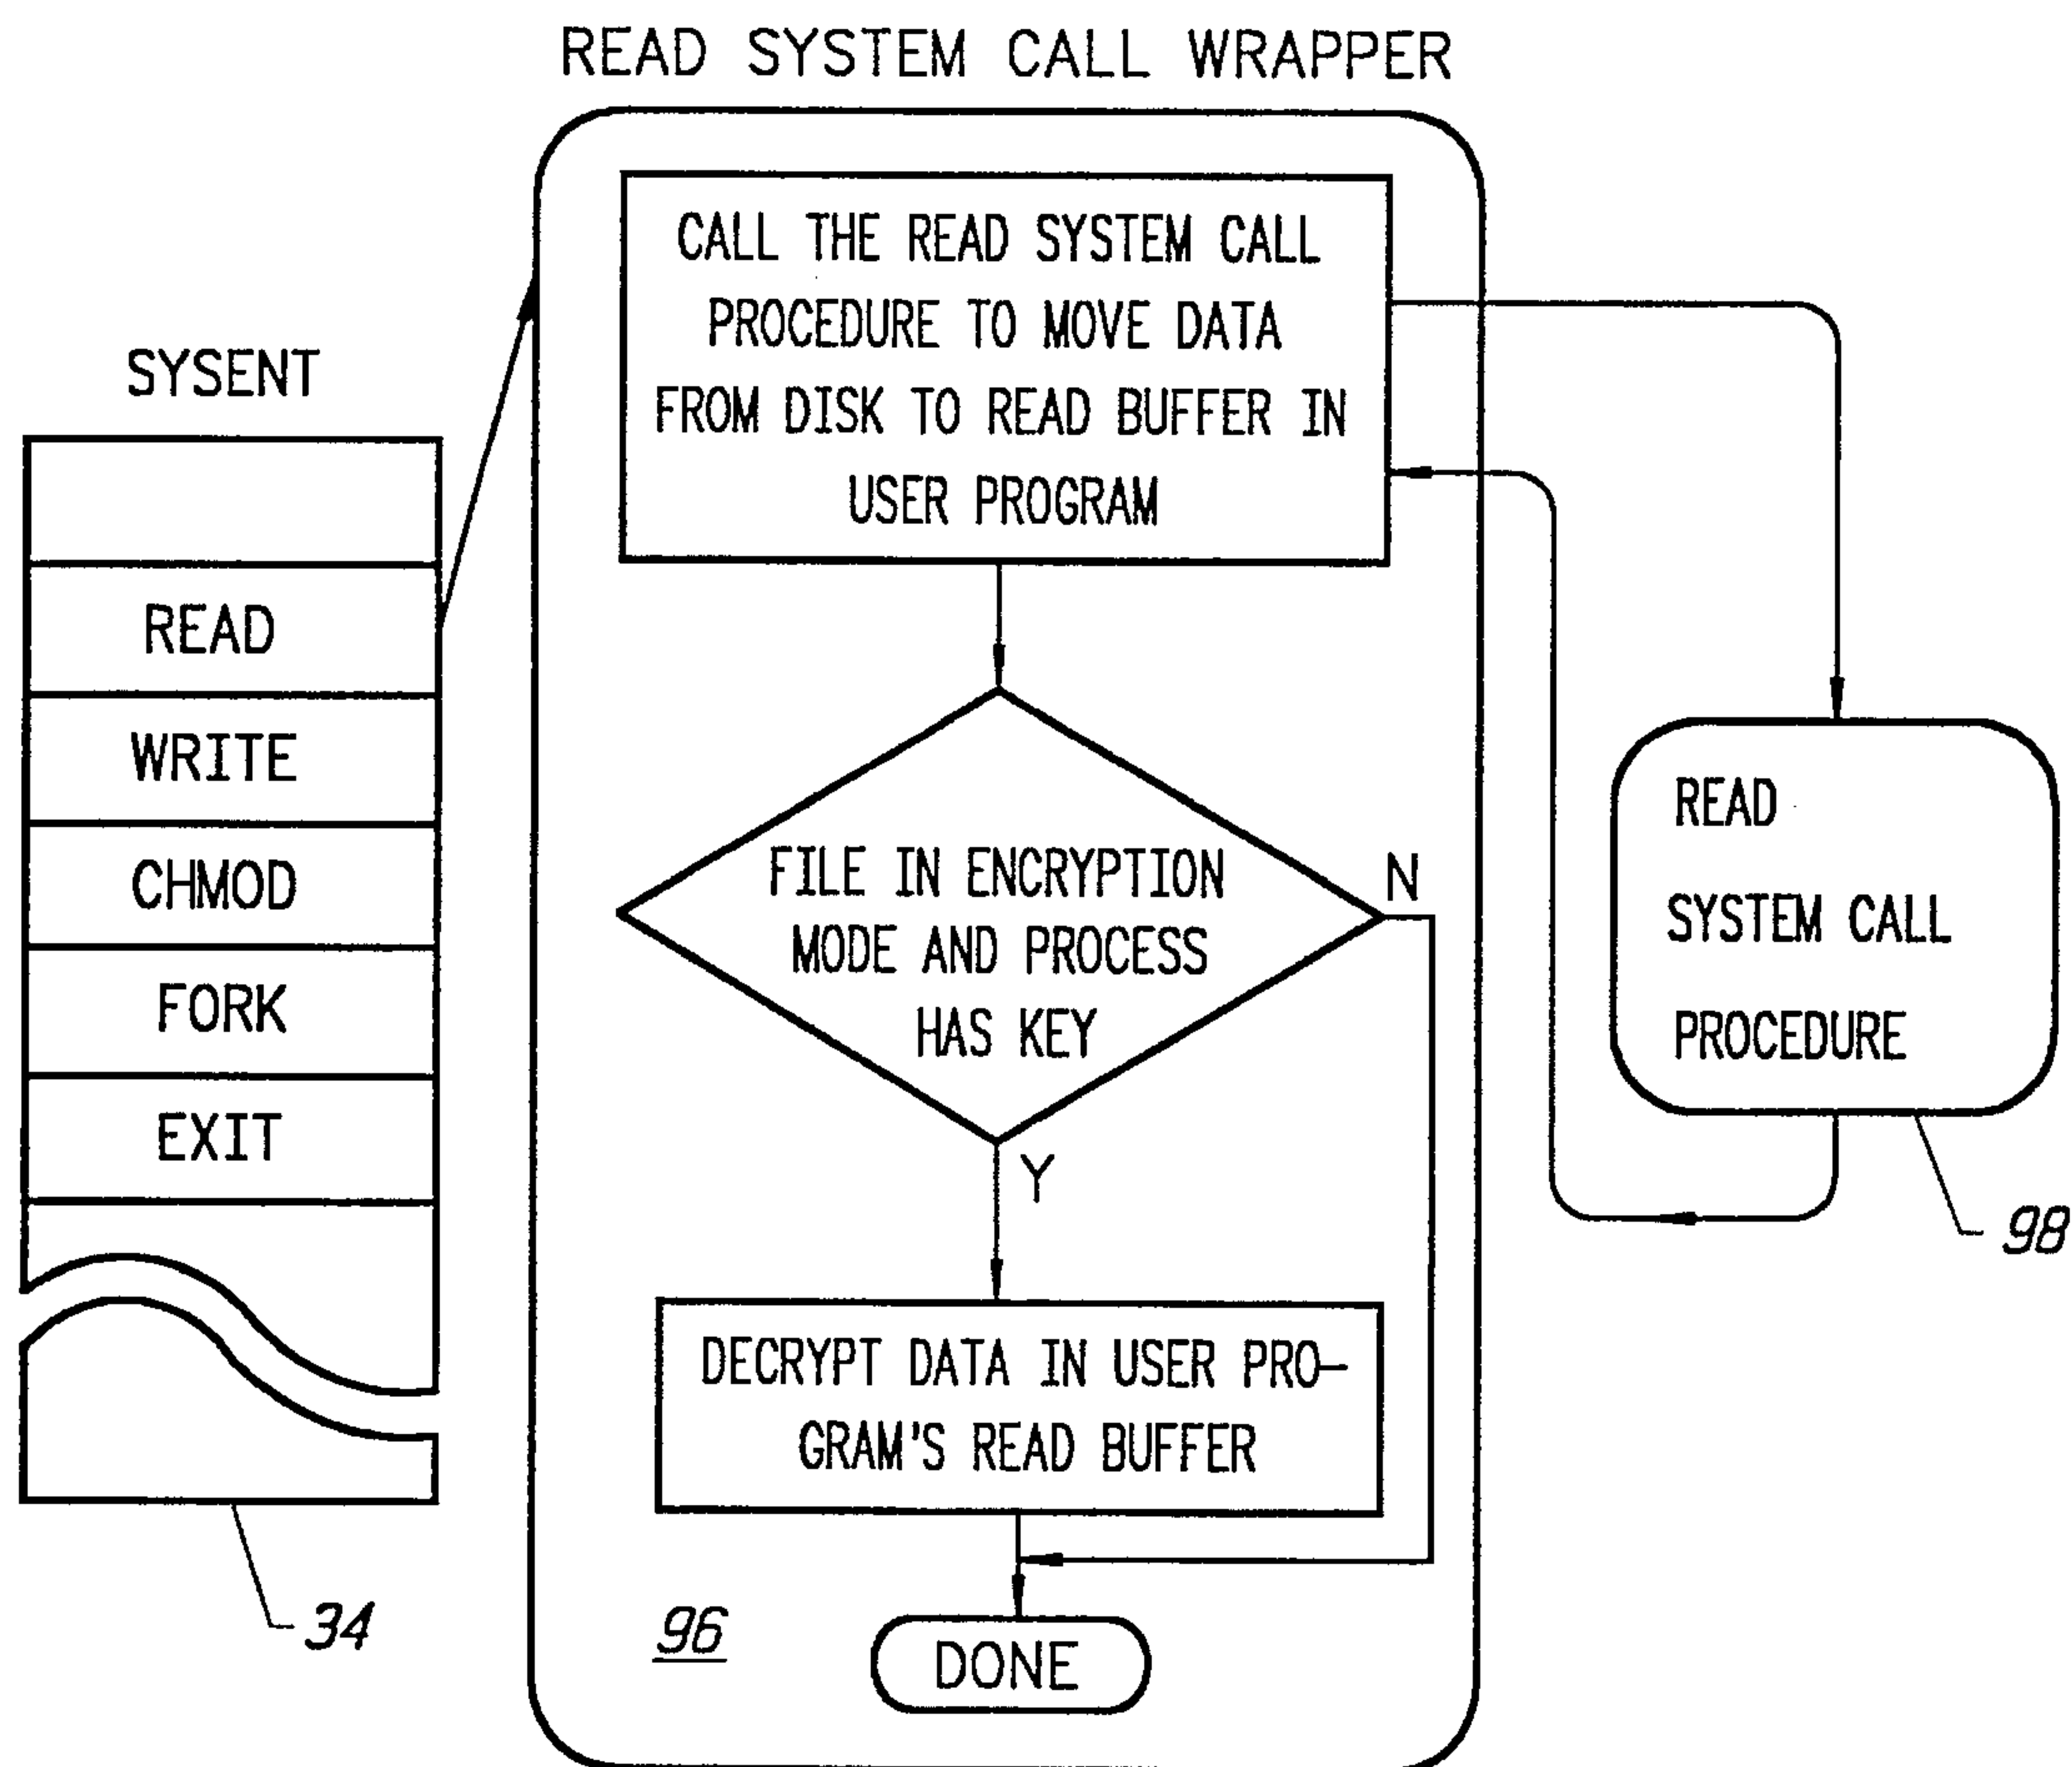 READ SYSTEM CALL WRAPPER
SYSENT
READ
WRITE
CHMOD
FORK
EXIT
34
CALL THE READ SYSTEM CALL
PROCEDURE TO MOVE DATA
FROM DISK TO READ BUFFER IN
USER PROGRAM
FILE IN ENCRYPTION
MODE AND PROCESS
HAS KEY
N
Y
DECRYPT DATA IN USER PRO-
GRAM'S READ BUFFER
96
DONE
READ
SYSTEM CALL
PROCEDURE
98